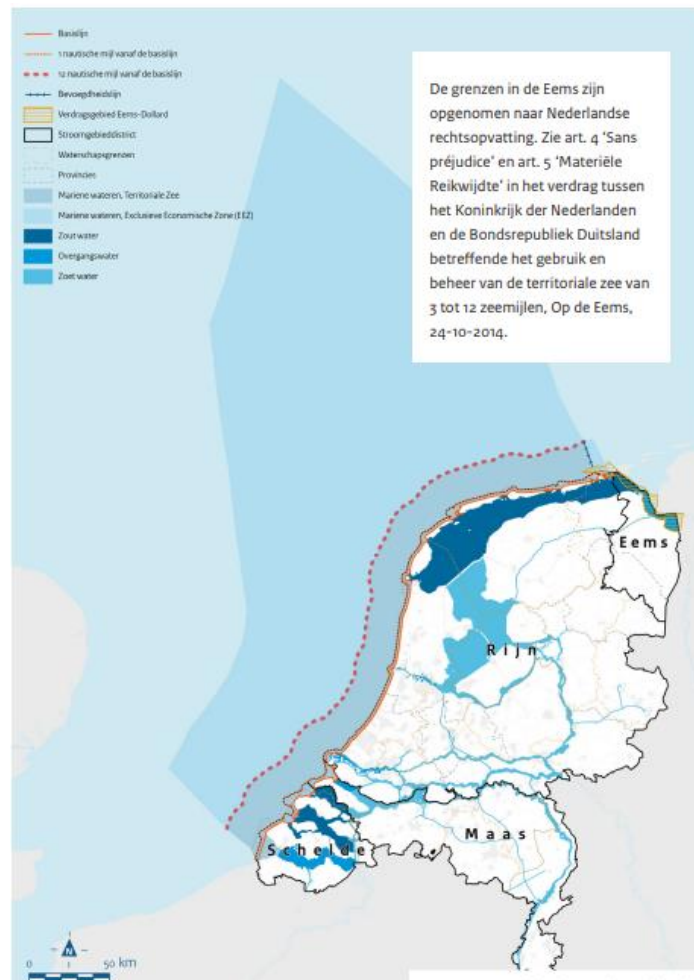 Basislijn
1 nautische mijl vanaf de basislijn
12 nautische mijl vanaf de basislijn
Bevoegdheidslijn
Verdragsgebied Eems-Dollard
Stroomgebieddistrict
Waterschapsgrenzen
Provincies
Mariene wateren, Territoriale Zee
Mariene wateren, Exclusieve Economische Zone (EEZ)
Zout water
Overgangswater
Zoet water
De grenzen in de Eems zijn
opgenomen naar Nederlandse
rechtsopvatting. Zie art. 4 ‘Sans
préjudice’ en art. 5 ‘Materiële
Reikwijdte’ in het verdrag tussen
het Koninkrijk der Nederlanden
en de Bondsrepubliek Duitsland
betreffende het gebruik en
beheer van de territoriale zee van
3 tot 12 zeemijlen, Op de Eems,
24-10-2014.
Eems
Rijn
Maas
Schelde
N
0 1 50 km